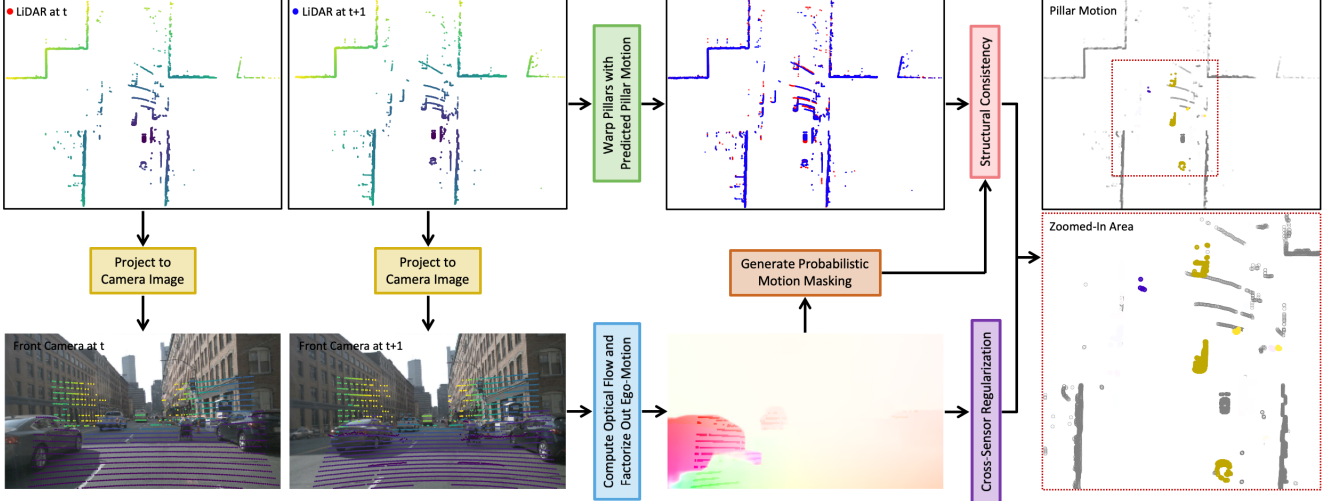 LiDAR at t
LiDAR at t+1
Warp Pillars with
Predicted Pillar Motion
Structural Consistency
Pillar Motion
Zoomed-In Area
Project to
Camera Image
Project to
Camera Image
Generate Probabilistic
Motion Masking
Front Camera at t
Front Camera at t+1
Compute Optical Flow and
Factorize Out Ego-Motion
Cross-Sensor Regularization